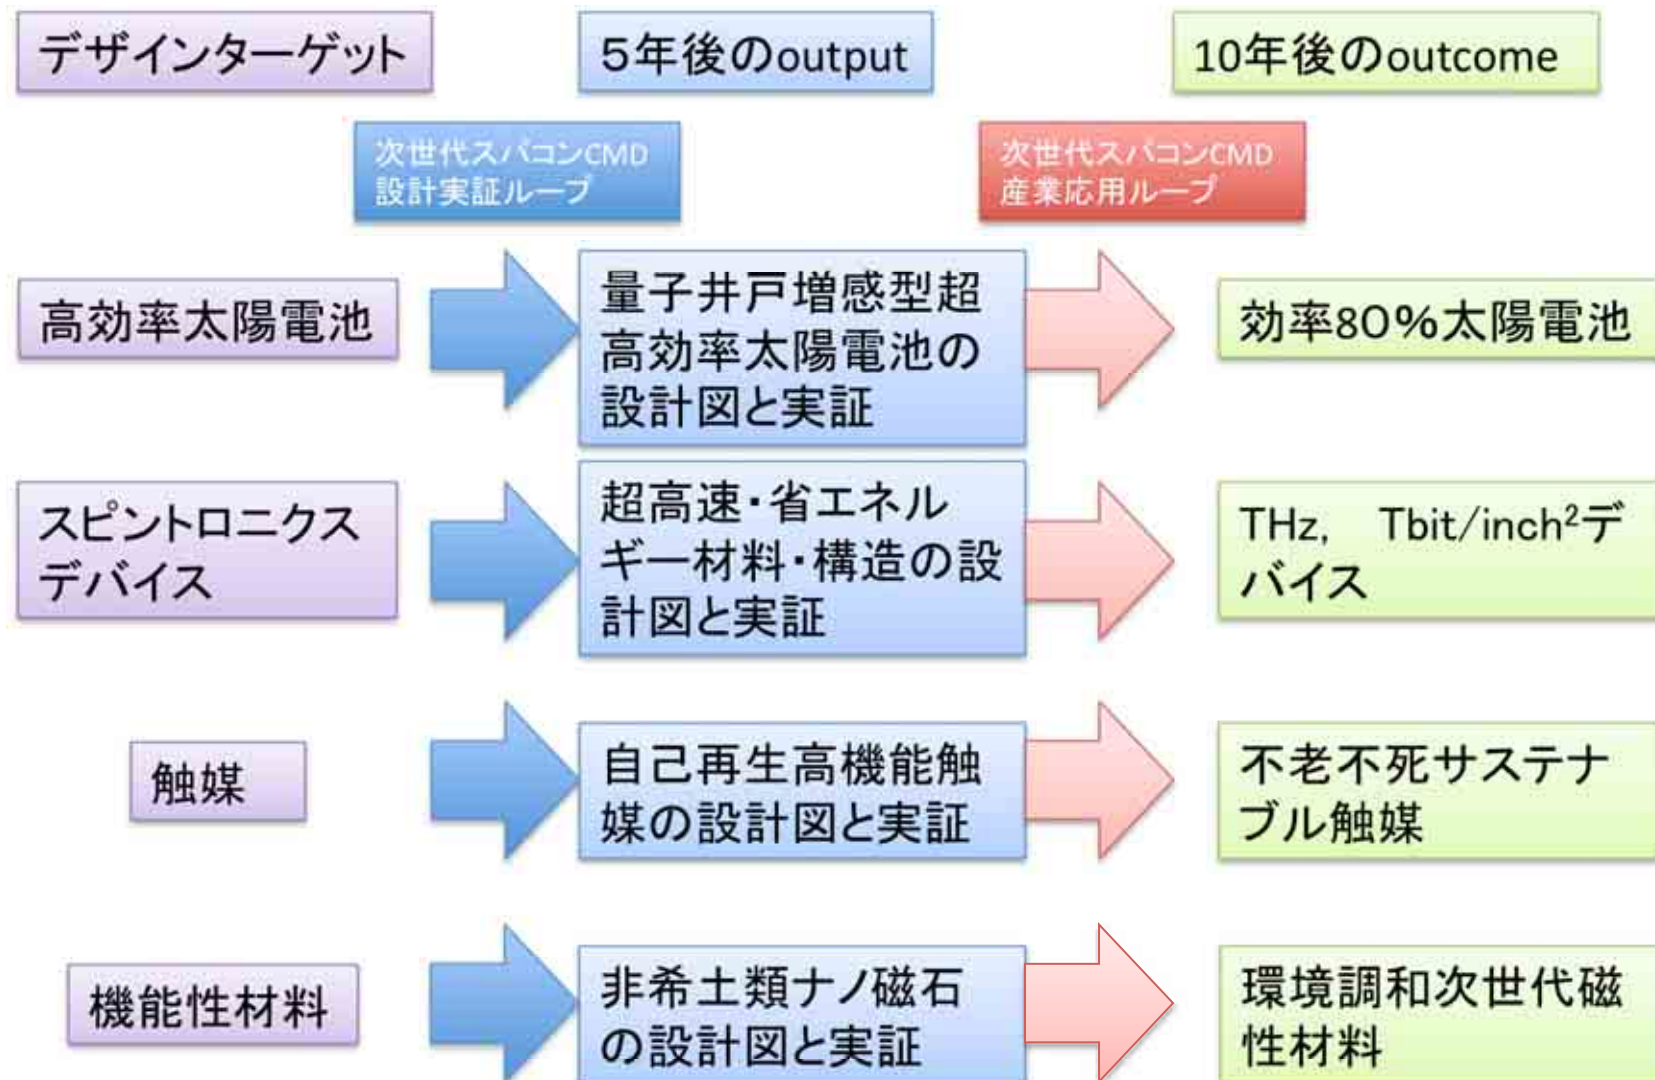 デザインターゲット
5年後のoutput
10年後のoutcome
次世代スパコンCMD
設計実証ループ
次世代スパコンCMD
産業応用ループ
高効率太陽電池
量子井戸増感型超
高効率太陽電池の
設計図と実証
効率80%太陽電池
スピントロニクス
デバイス
超高速・省エネル
ギー材料・構造の設
計図と実証
THz, Tbit/inch²デ
バイス
触媒
自己再生高機能触
媒の設計図と実証
不老不死サステナ
ブル触媒
機能性材料
非希土類ナノ磁石
の設計図と実証
環境調和次世代磁
性材料